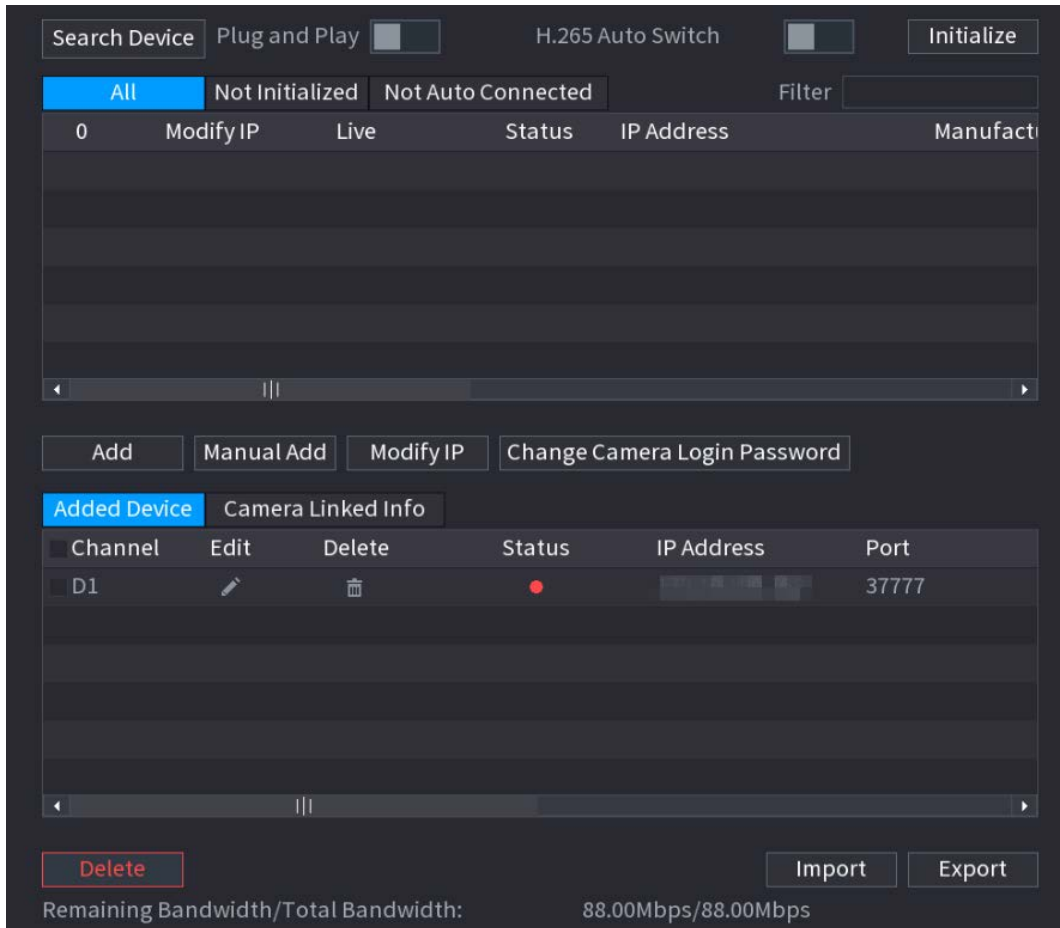 Search Device Plug and Play H.265 Auto Switch Initialize
All Not Initialized Not Auto Connected Filter
0 Modify IP Live Status IP Address Manufactu
Add Manual Add Modify IP Change Camera Login Password
Added Device Camera Linked Info
Channel Edit Delete Status IP Address Port
D1 37777
Delete Import Export
Remaining Bandwidth/Total Bandwidth: 88.00Mbps/88.00Mbps